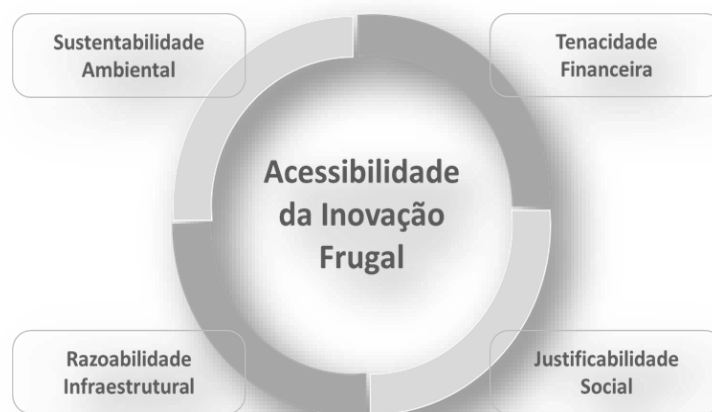 Sustentabilidade
Ambiental
Tenacidade
Financeira
Acessibilidade
da Inovação
Frugal
Razoabilidade
Infraestrutural
Justificabilidade
Social